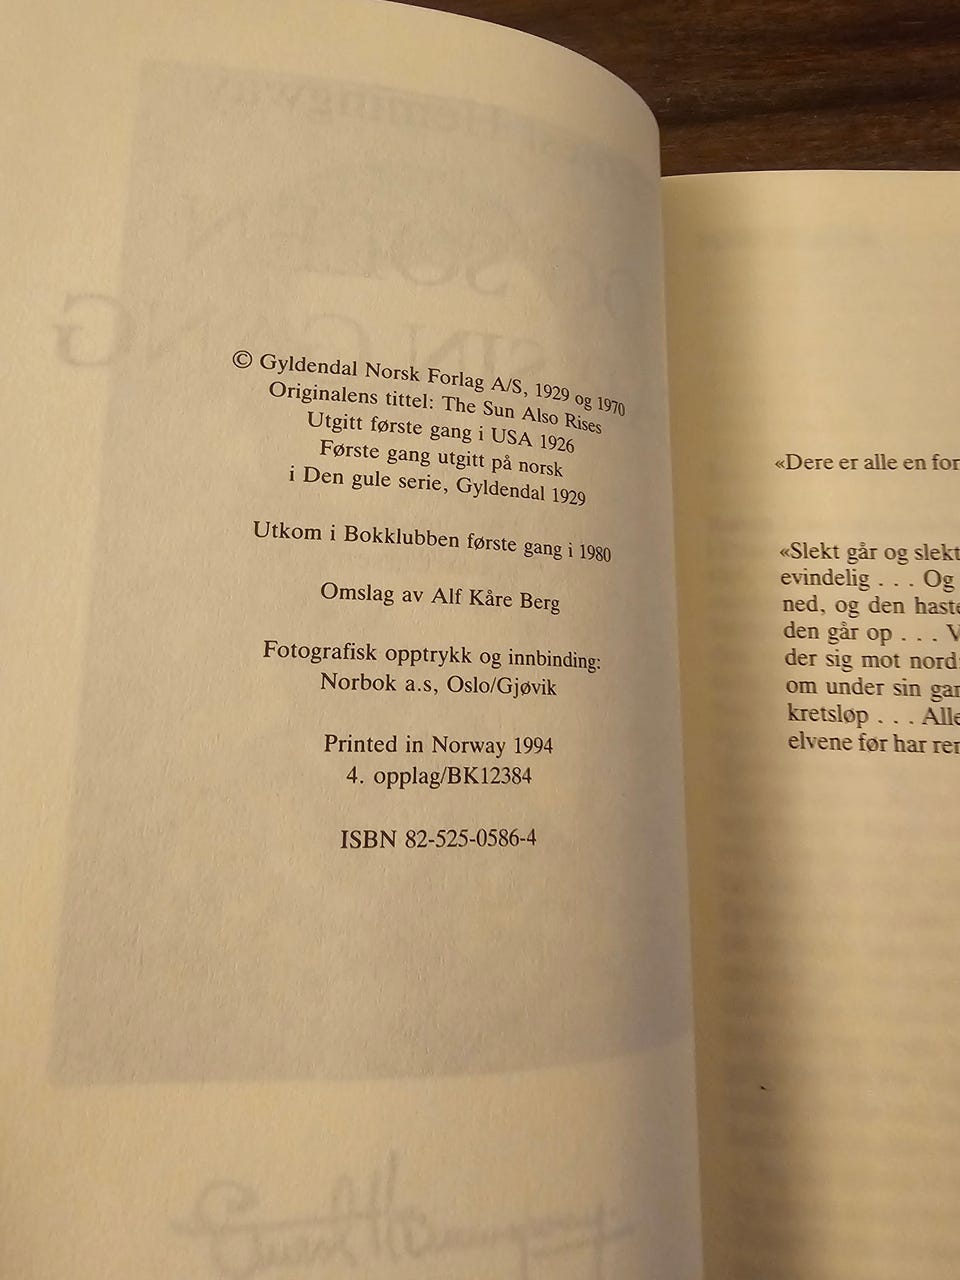 © Gyldendal Norsk Forlag A/S, 1929 og 1970
Originalens tittel: The Sun Also Rises
Utgitt første gang i USA 1926
Første gang utgitt på norsk
i Den gule serie, Gyldendal 1929
Utkom i Bokklubben første gang i 1980
Omslag av Alf Kåre Berg
Fotografisk opptrykk og innbinding:
Norbok a.s, Oslo/Gjøvik
Printed in Norway 1994
4. opplag/BK12384
ISBN 82-525-0586-4
«Dere er alle en for
«Slekt går og slekt
evindelig . . . Og
ned, og den haste
den går op . . . V
der sig mot nord
om under sin gan
kretsløp . . . Alle
elvene før har ren